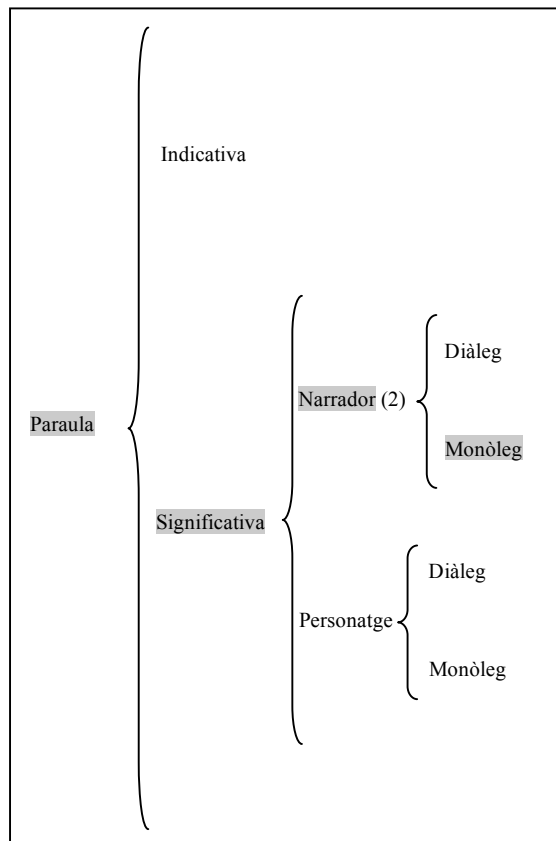 Indicativa
Diàleg
Narrador (2)
Paraula
Monòleg
Significativa
Diàleg
Personatge
Monòleg